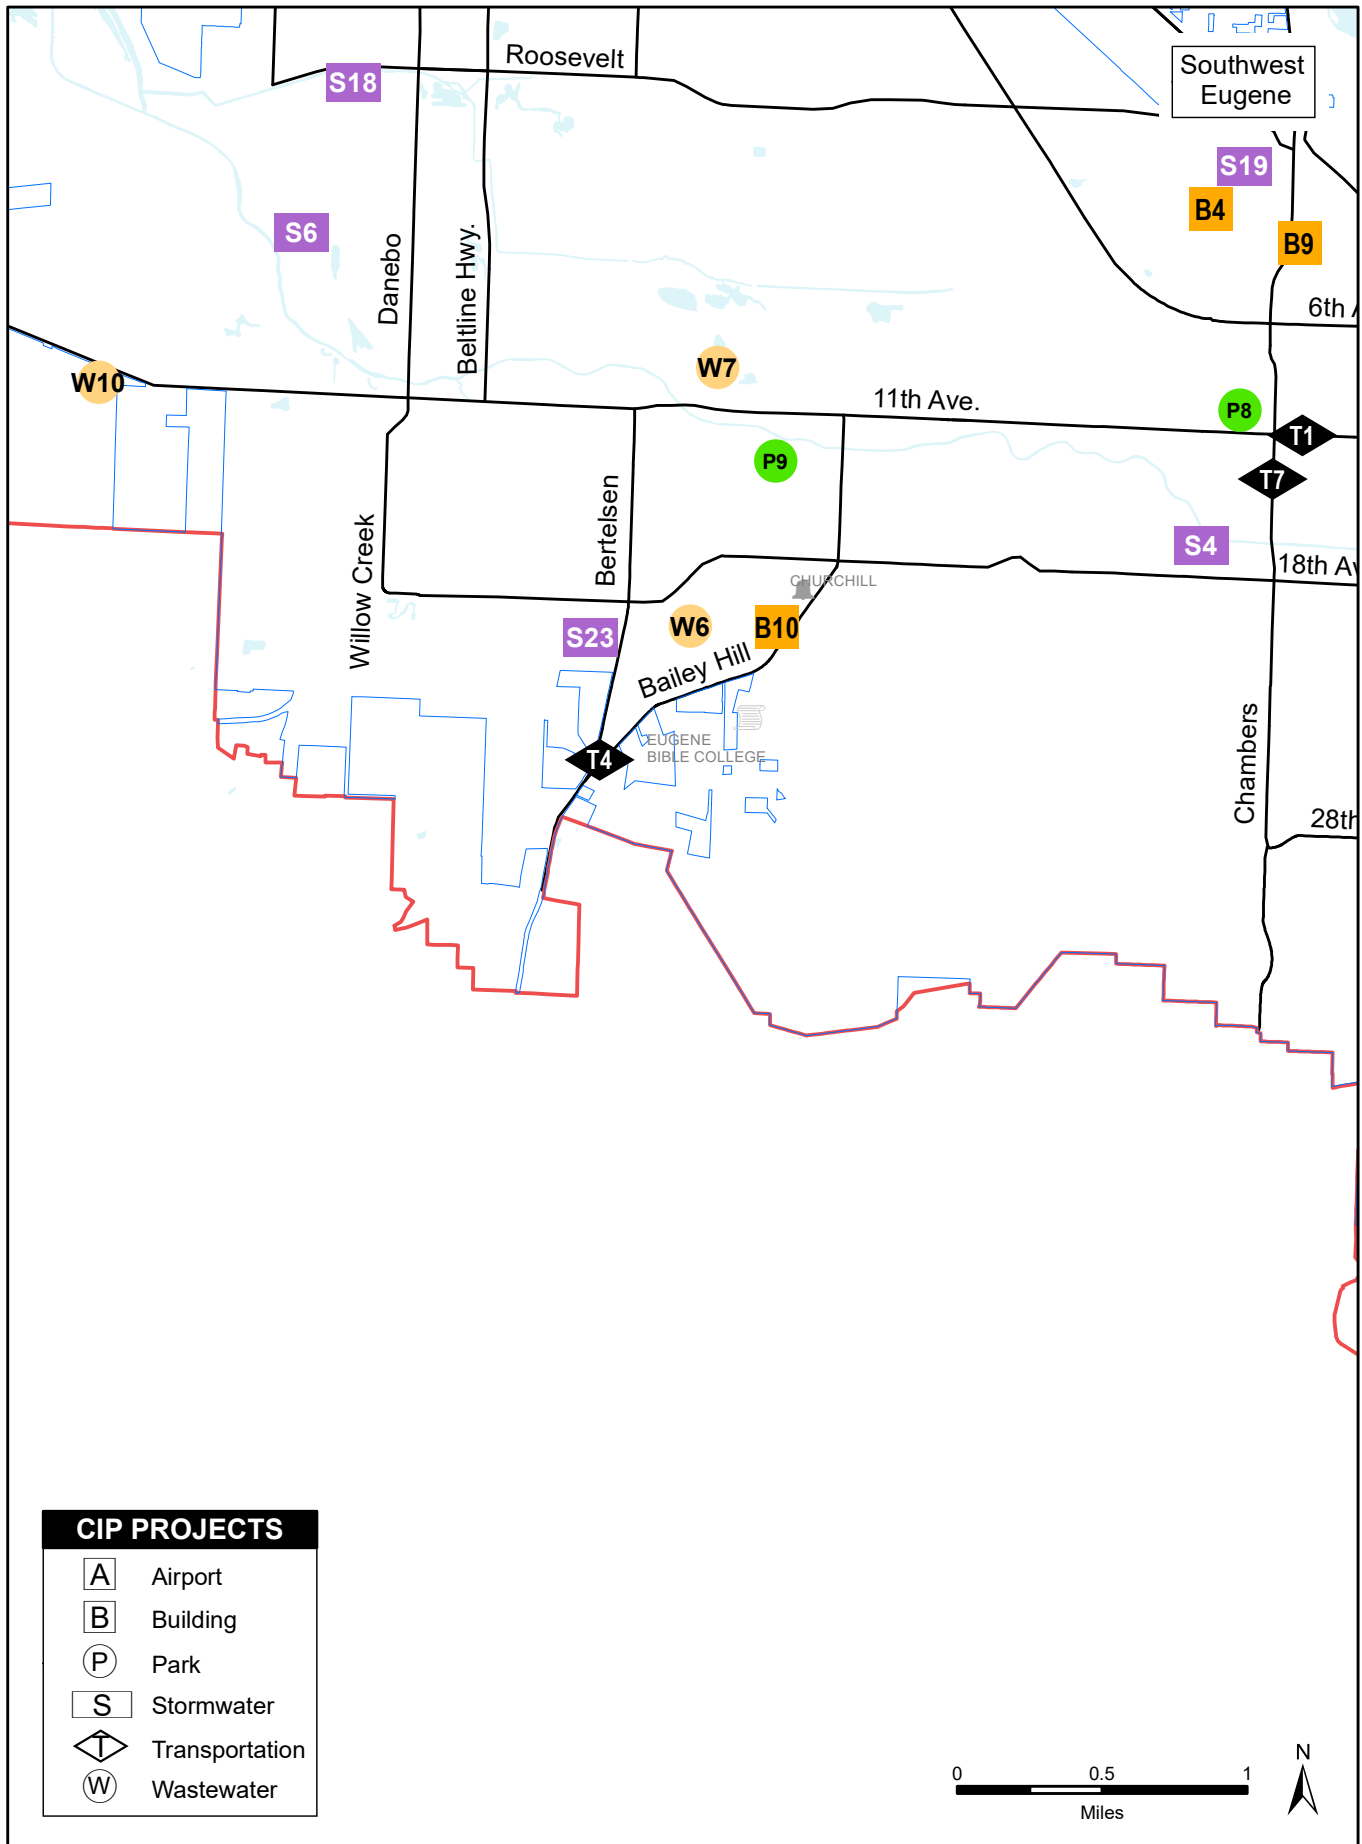 Roosevelt
Southwest
Eugene
S18
S19
B4
S6
B9
Danebo
Beltline Hwy.
6th A
W7
W10
11th Ave.
P8
T1
P9
T7
Bertelsen
Willow Creek
S4
18th Av
CHURCHILL
S23
W6
B10
Bailey Hill
EUGENE
BIBLE COLLEGE
T4
Chambers
28th
CIP PROJECTS
A Airport
B Building
P Park
S Stormwater
T Transportation
W Wastewater
N
0 0.5 1
Miles